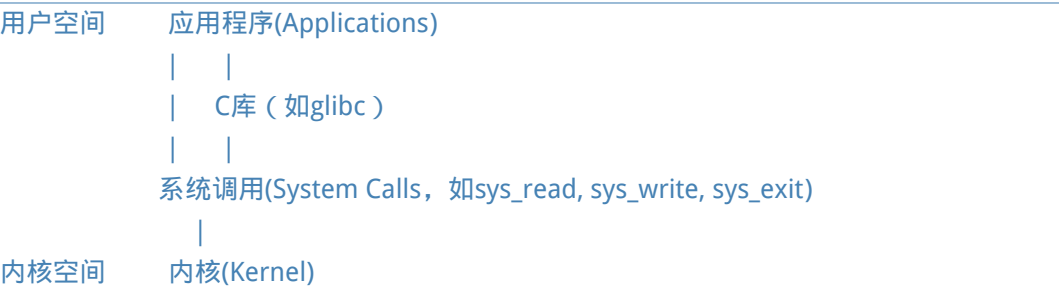 用户空间 应用程序(Applications)
| |
| C库（如glibc）
| |
系统调用(System Calls，如sys_read, sys_write, sys_exit)
|
内核空间 内核(Kernel)